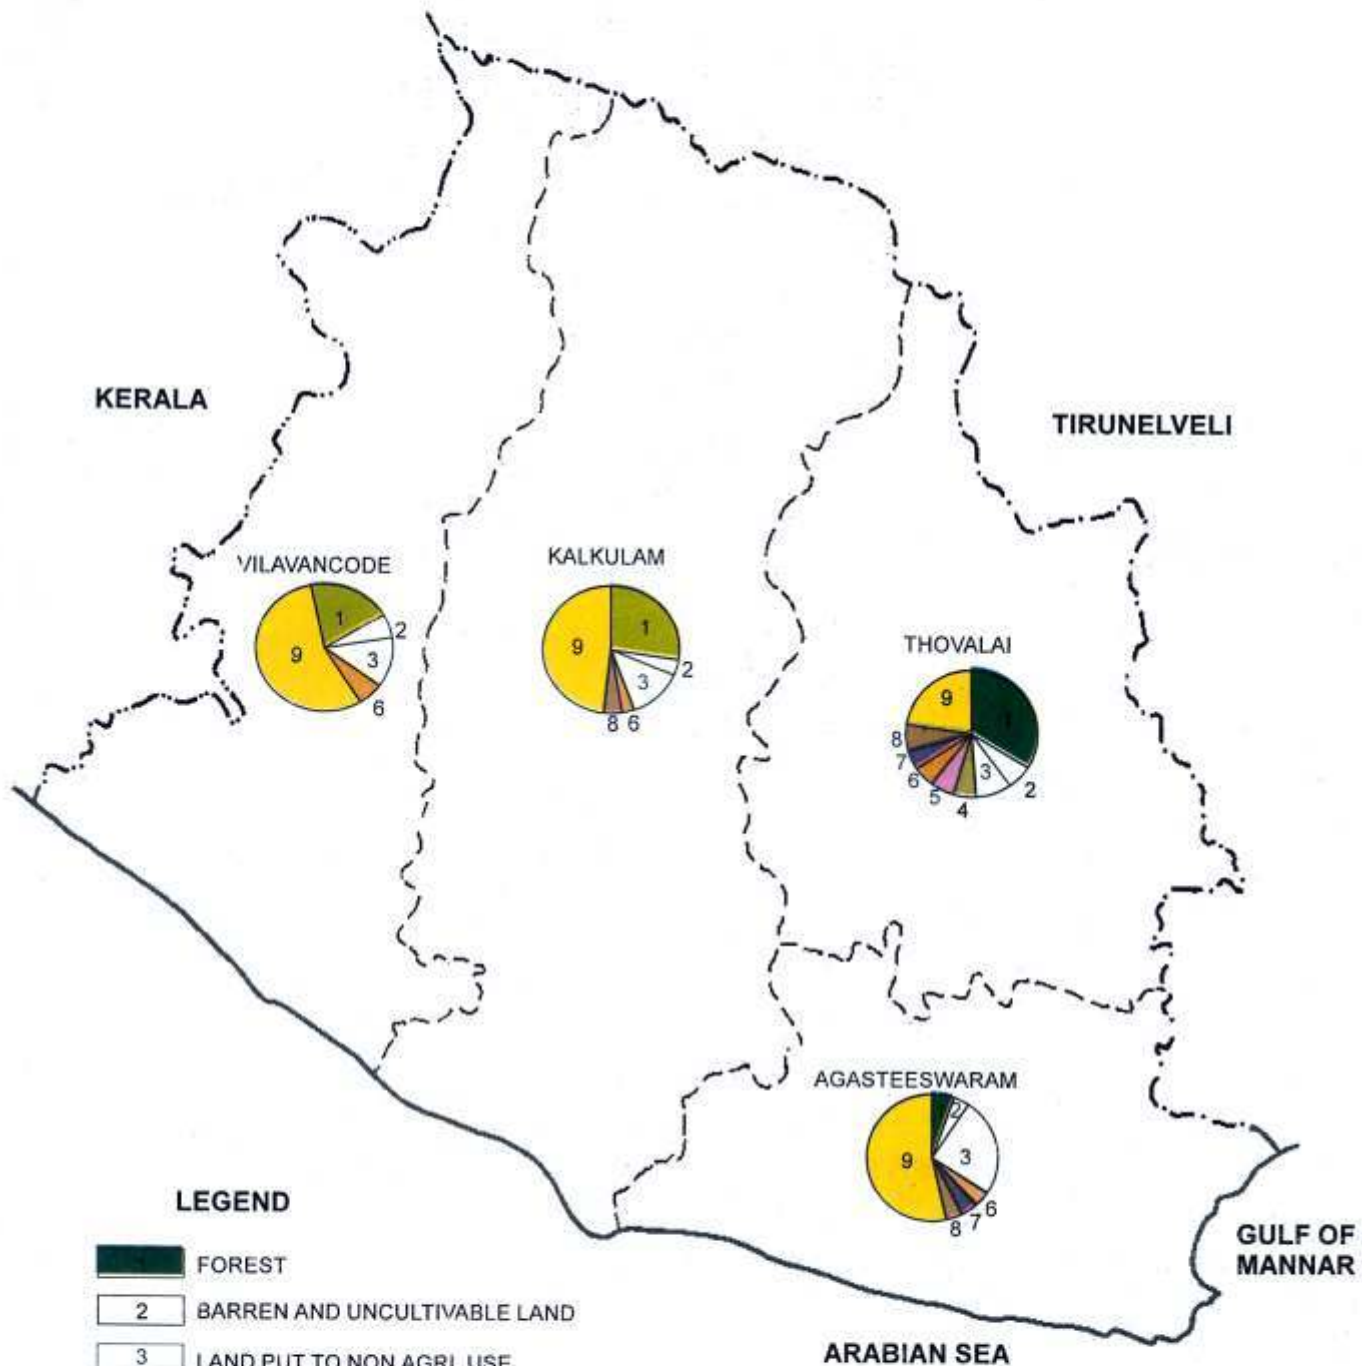 KERALA
TIRUNELVELI
VILAVANCODE
1
2
3
6
9
KALKULAM
1
2
3
6
8
9
THOVALAI
1
2
3
4
5
6
7
8
9
AGASTEESWARAM
2
3
6
7
8
9
LEGEND
1 FOREST
2 BARREN AND UNCULTIVABLE LAND
3 LAND PUT TO NON AGRI. USE
GULF OF
MANNAR
ARABIAN SEA